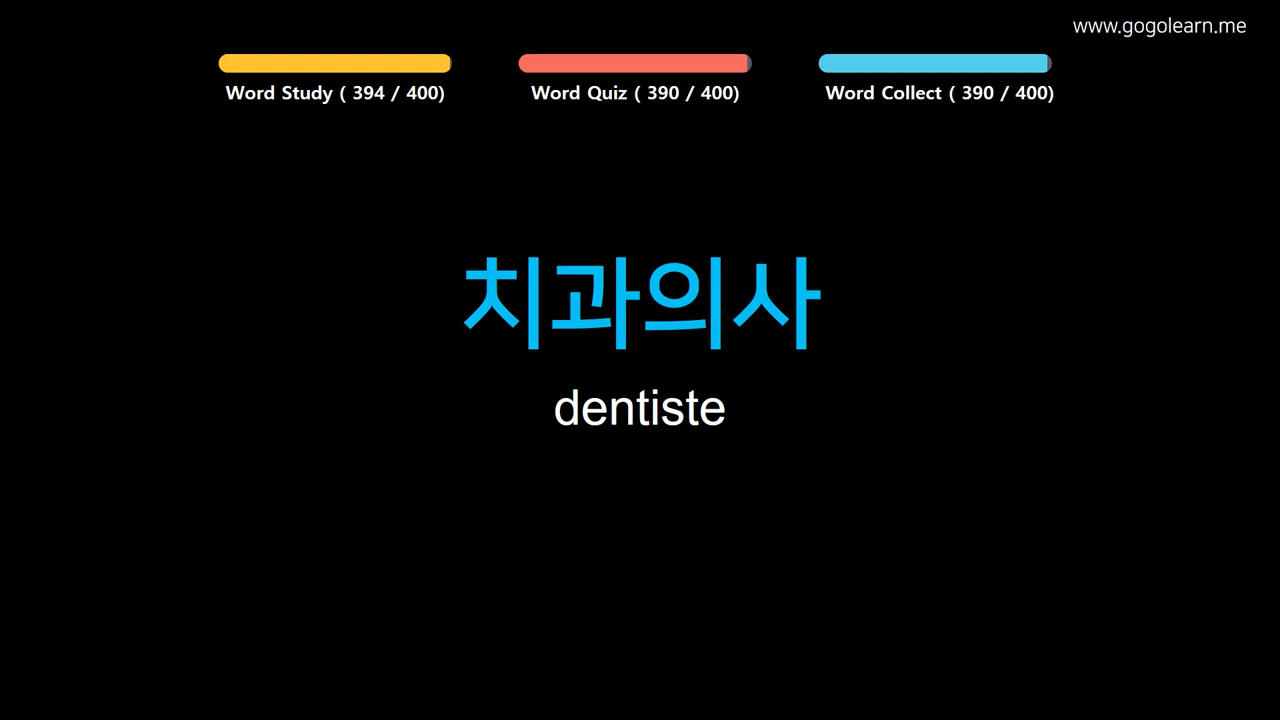 www.gogolearn.me
Word Study ( 394 / 400)
Word Quiz ( 390 / 400)
Word Collect ( 390 / 400)
치과의사
dentiste